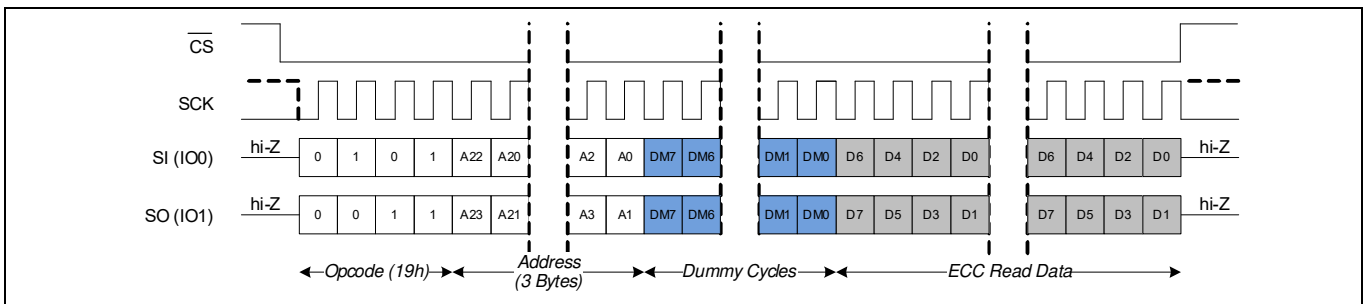 CS
SCK
SI (IO0) hi-Z 0 1 0 1 A22 A20 A2 A0 DM7 DM6 DM1 DM0 D6 D4 D2 D0 D6 D4 D2 D0 hi-Z
SO (IO1) hi-Z 0 0 1 1 A23 A21 A3 A1 DM7 DM6 DM1 DM0 D7 D5 D3 D1 D7 D5 D3 D1 hi-Z
Opcode (19h) Address Dummy Cycles ECC Read Data
(3 Bytes)